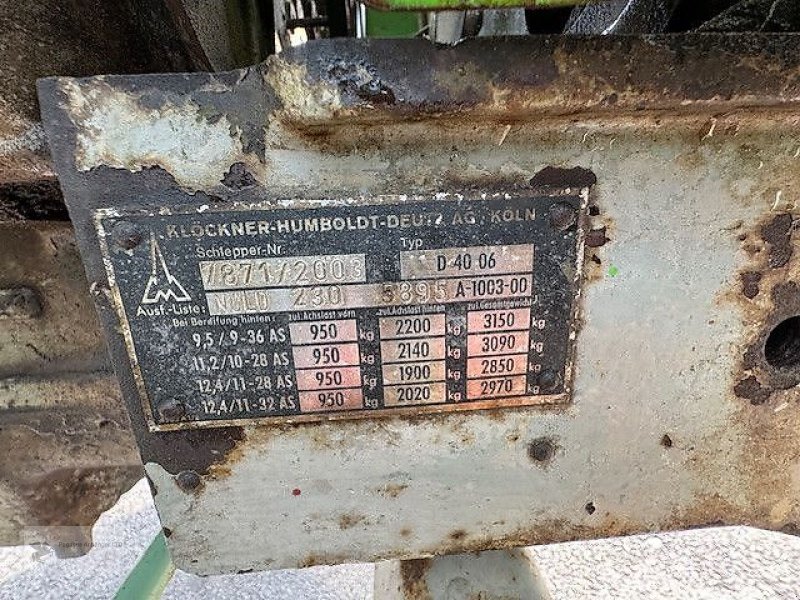 KLÖCKNER-HUMBOLDT-DEUTZ AG, KÖLN
Schlepper-Nr. Typ
7871/2003 D 40 06
Ausf.-Liste: 230 5895 A-1003-00
Bei Bereifung hinten: zul. Achslast vorn zul. Achslast hinten zul. Gesamtgewicht
9,5/9-36 AS 950 kg 2200 kg 3150 kg
11,2/10-28 AS 950 kg 2140 kg 3090 kg
12,4/11-28 AS 950 kg 1900 kg 2850 kg
12,4/11-32 AS 950 kg 2020 kg 2970 kg